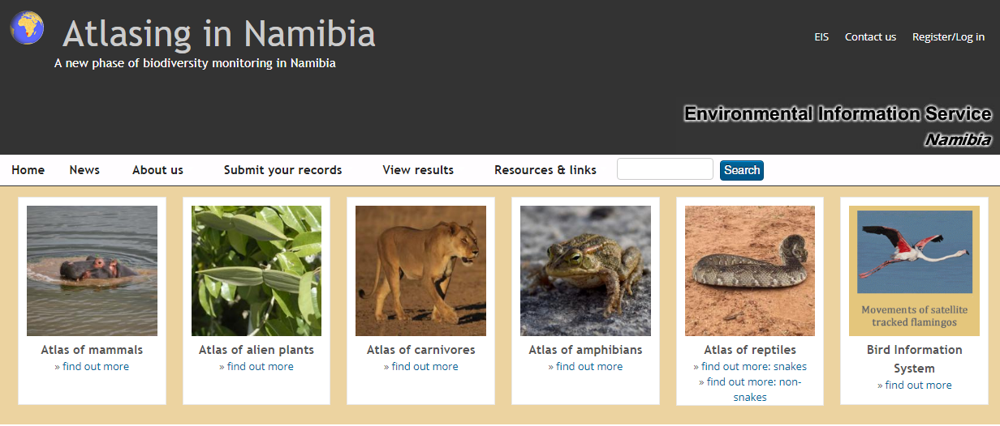 Atlasing in Namibia
A new phase of biodiversity monitoring in Namibia
EIS Contact us Register/Log in
Environmental Information Service
Namibia
Home News About us Submit your records View results Resources & links Search
Atlas of mammals
» find out more
Atlas of alien plants
» find out more
Atlas of carnivores
» find out more
Atlas of amphibians
» find out more
Atlas of reptiles
» find out more: snakes
» find out more: non-
snakes
Movements of satellite
tracked flamingos
Bird Information
System
» find out more